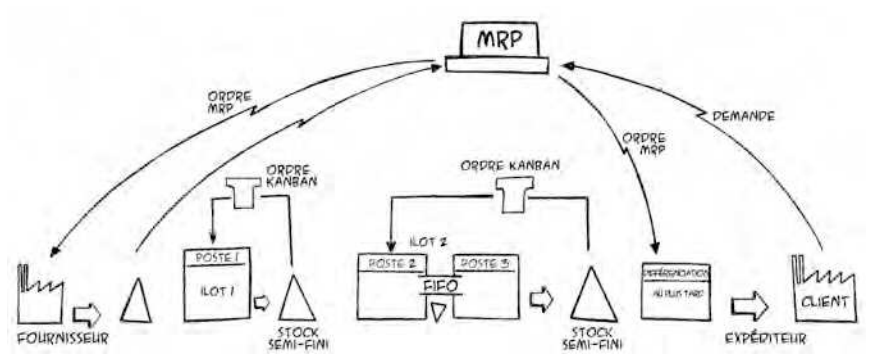 MRP
ORDRE
MRP
DEMANDE
ORDRE
MRP
ORDRE
KANBAN
ORDRE KANBAN
ILOT 2
POSTE 1
ILOT 1
POSTE 2
POSTE 3
FIFO
DIFFÉRENCIATION
AU PLUS TARD
CLIENT
FOURNISSEUR
STOCK
SEMI-FINI
STOCK
SEMI-FINI
EXPÉDITEUR